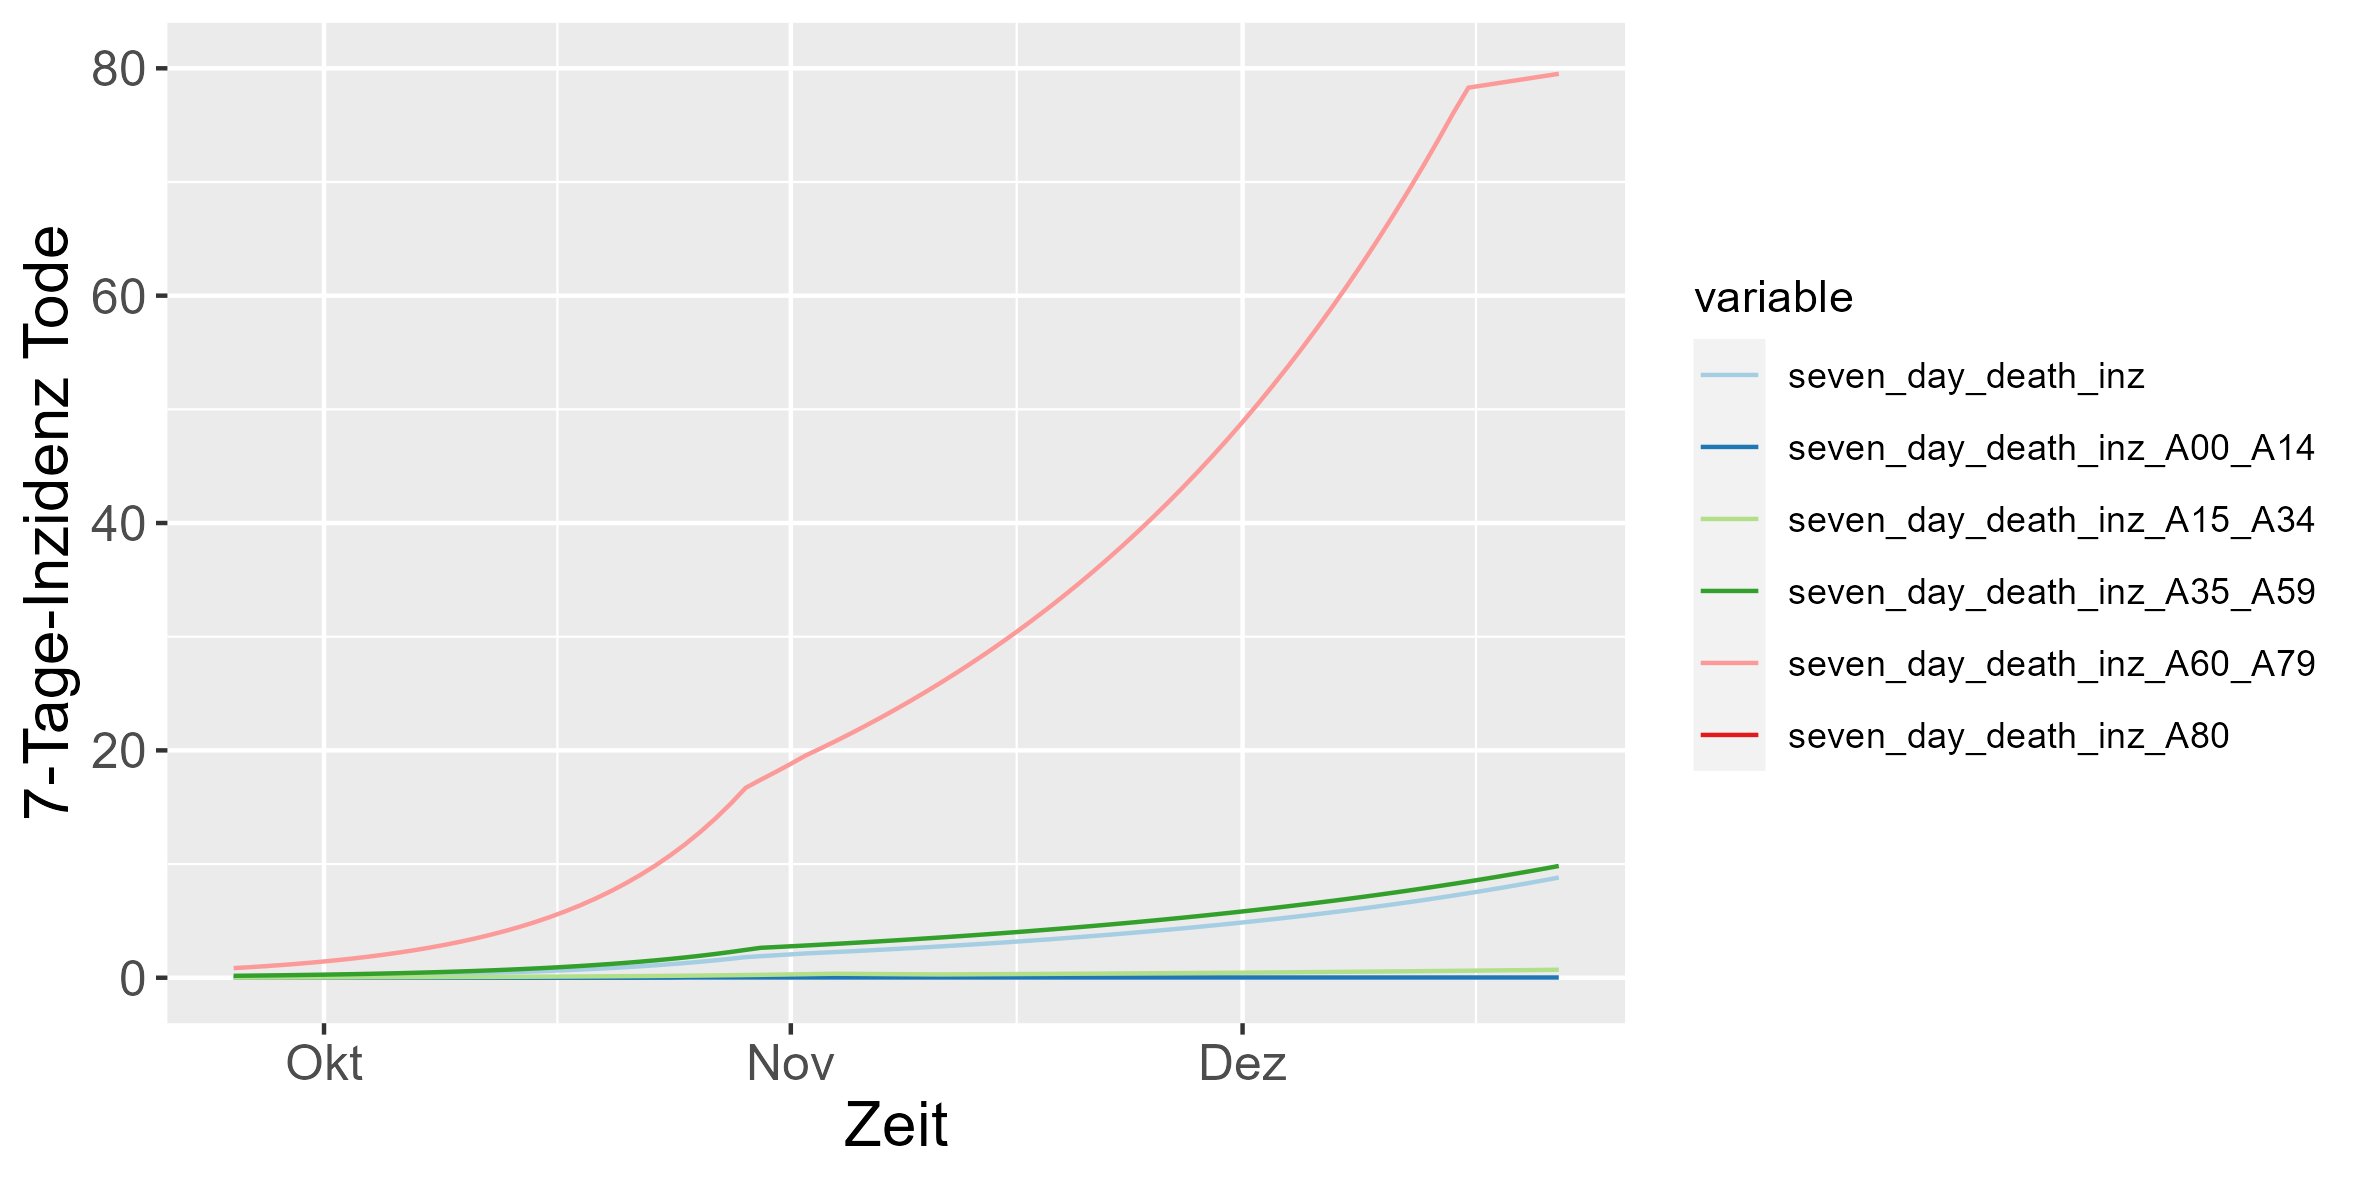 80
60
40
20
0
7-Tage-Inzidenz Tode
Okt
Nov
Dez
Zeit
variable
seven_day_death_inz
seven_day_death_inz_A00_A14
seven_day_death_inz_A15_A34
seven_day_death_inz_A35_A59
seven_day_death_inz_A60_A79
seven_day_death_inz_A80